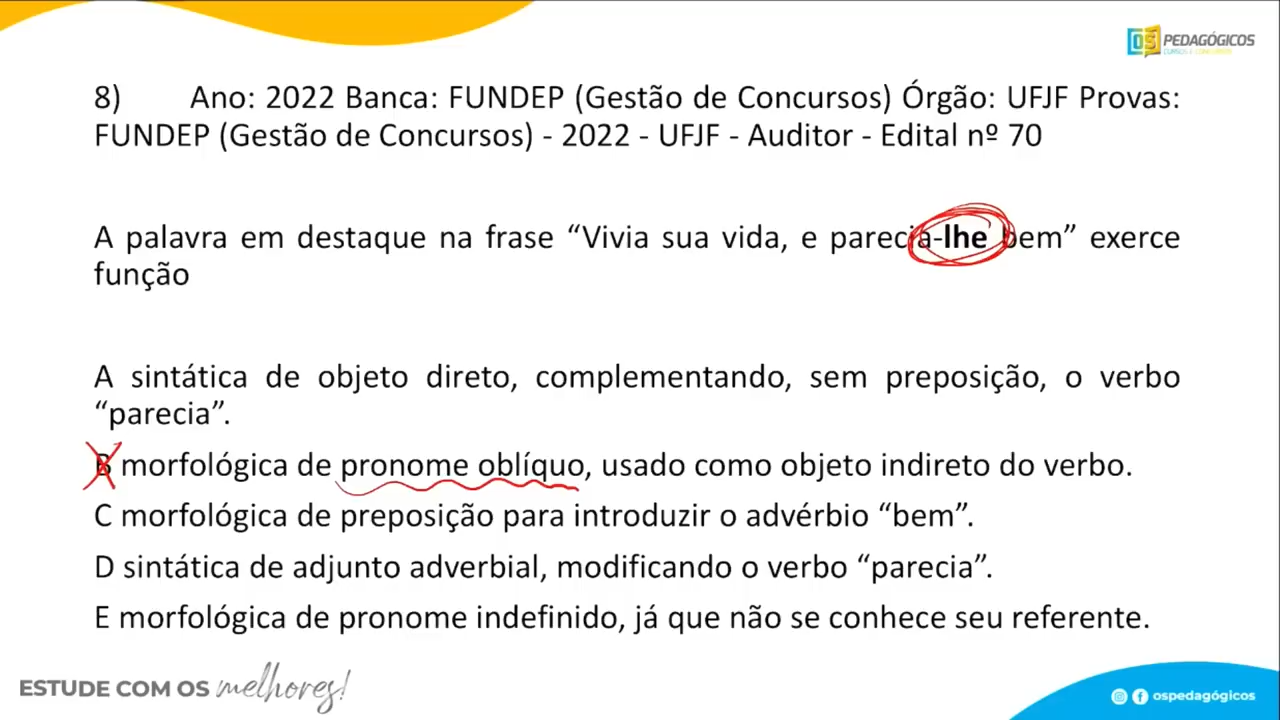 OS PEDAGÓGICOS
CURSOS E CONCURSOS
8) Ano: 2022 Banca: FUNDEP (Gestão de Concursos) Órgão: UFJF Provas:
FUNDEP (Gestão de Concursos) - 2022 - UFJF - Auditor - Edital nº 70
A palavra em destaque na frase “Vivia sua vida, e parecia-lhe bem” exerce
função
A sintática de objeto direto, complementando, sem preposição, o verbo
“parecia”.
B morfológica de pronome oblíquo, usado como objeto indireto do verbo.
C morfológica de preposição para introduzir o advérbio “bem”.
D sintática de adjunto adverbial, modificando o verbo “parecia”.
E morfológica de pronome indefinido, já que não se conhece seu referente.
ESTUDE COM OS melhores!
ospedagógicos